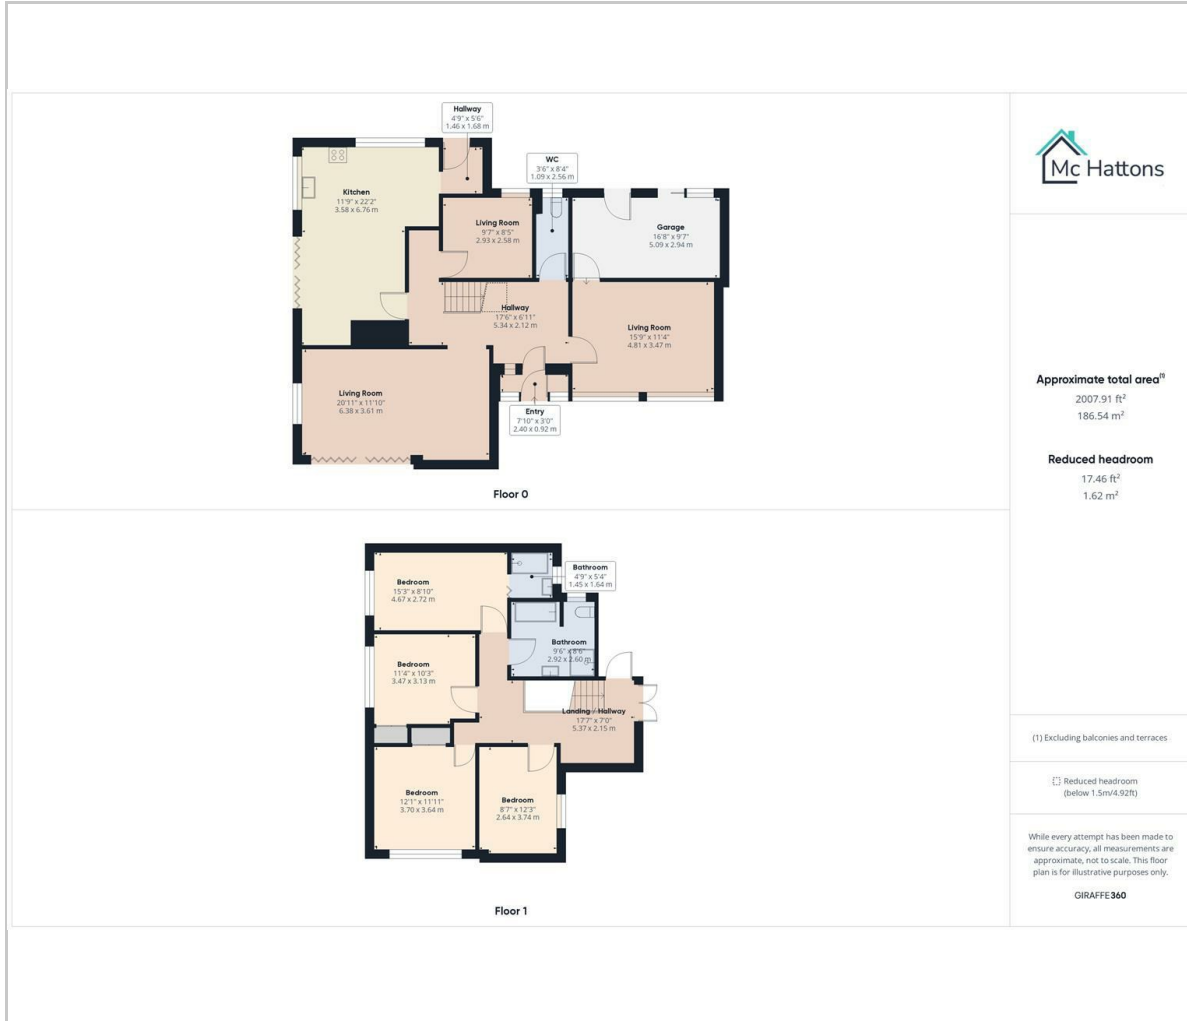 Hallway
4'9" x 5'6"
1.46 x 1.68 m
WC
3'6" x 8'4"
1.09 x 2.56 m
Kitchen
11'9" x 22'2"
3.58 x 6.76 m
Living Room
9'7" x 8'5"
2.93 x 2.58 m
Garage
16'8" x 9'7"
5.09 x 2.94 m
Hallway
17'6" x 6'11"
5.34 x 2.12 m
Living Room
15'9" x 11'4"
4.81 x 3.47 m
Living Room
20'11" x 11'10"
6.38 x 3.61 m
Entry
7'10" x 3'0"
2.40 x 0.92 m
Floor 0
Bedroom
15'3" x 8'10"
4.67 x 2.72 m
Bathroom
4'9" x 5'4"
1.45 x 1.64 m
Bathroom
9'6" x 8'6"
2.92 x 2.60 m
Bedroom
11'4" x 10'3"
3.47 x 3.13 m
Landing / Hallway
17'7" x 7'0"
5.37 x 2.15 m
Bedroom
12'1" x 11'11"
3.70 x 3.64 m
Bedroom
8'7" x 12'3"
2.64 x 3.74 m
Floor 1
Mc Hattons
Approximate total area(1)
2007.91 ft²
186.54 m²
Reduced headroom
17.46 ft²
1.62 m²
(1) Excluding balconies and terraces
Reduced headroom
(below 1.5m/4.92ft)
While every attempt has been made to
ensure accuracy, all measurements are
approximate, not to scale. This floor
plan is for illustrative purposes only.
GIRAFFE360